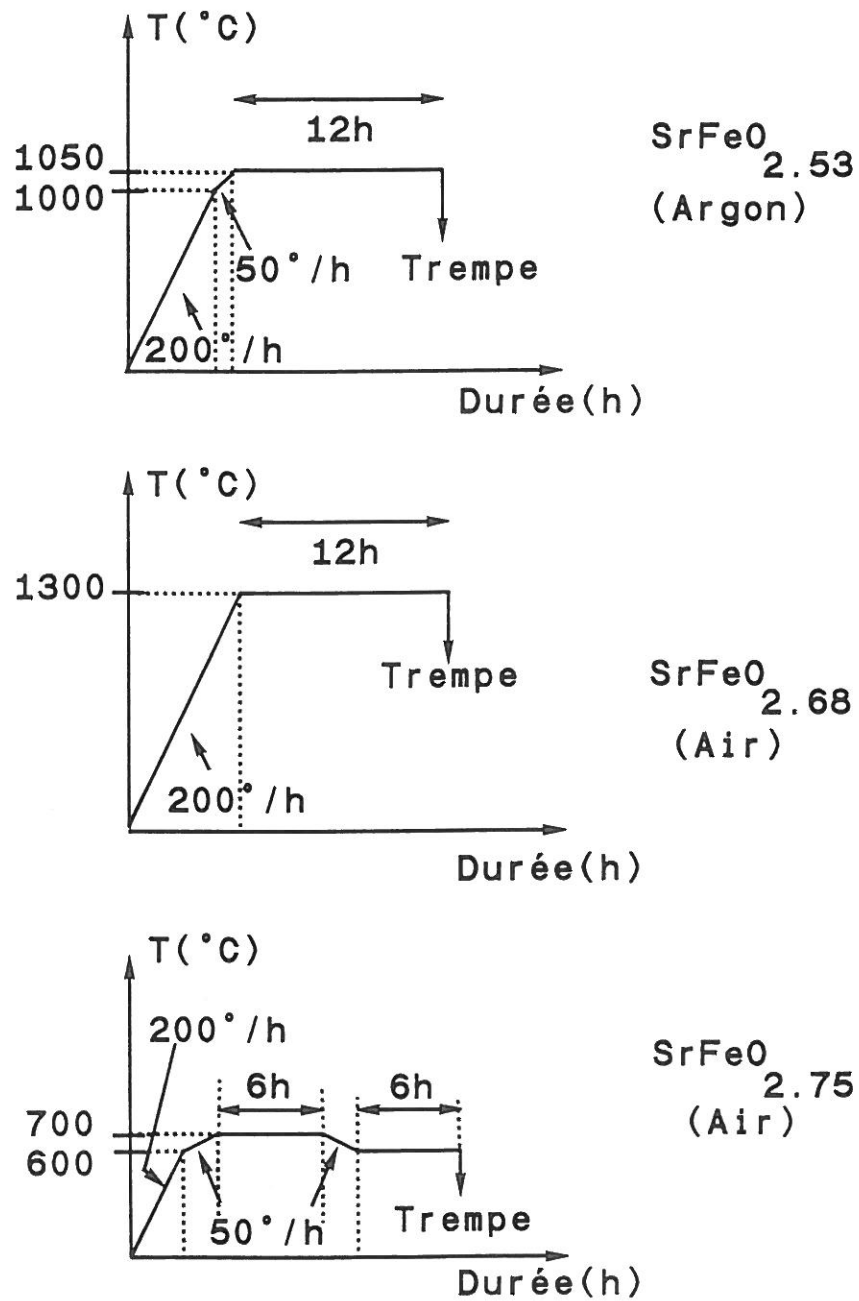 T(°C)
12h
1050
1000
50°/h
Trempe
200°/h
Durée(h)
SrFeO2.53
(Argon)
T(°C)
12h
1300
Trempe
200°/h
Durée(h)
SrFeO2.68
(Air)
T(°C)
200°/h
6h
6h
700
600
50°/h
Trempe
Durée(h)
SrFeO2.75
(Air)